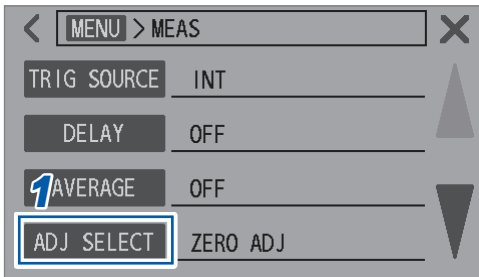 MENU > MEAS
TRIG SOURCE INT
DELAY OFF
1 AVERAGE OFF
ADJ SELECT ZERO ADJ